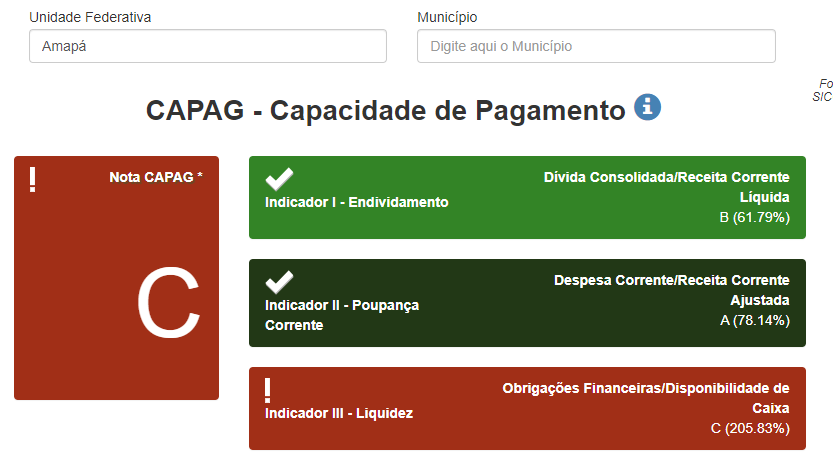 Unidade Federativa
Município
Amapá
Digite aqui o Município
Fo
SIC
CAPAG - Capacidade de Pagamento
Nota CAPAG *
C
Indicador I - Endividamento
Dívida Consolidada/Receita Corrente
Líquida
B (61.79%)
Indicador II - Poupança
Corrente
Despesa Corrente/Receita Corrente
Ajustada
A (78.14%)
Indicador III - Liquidez
Obrigações Financeiras/Disponibilidade de
Caixa
C (205.83%)